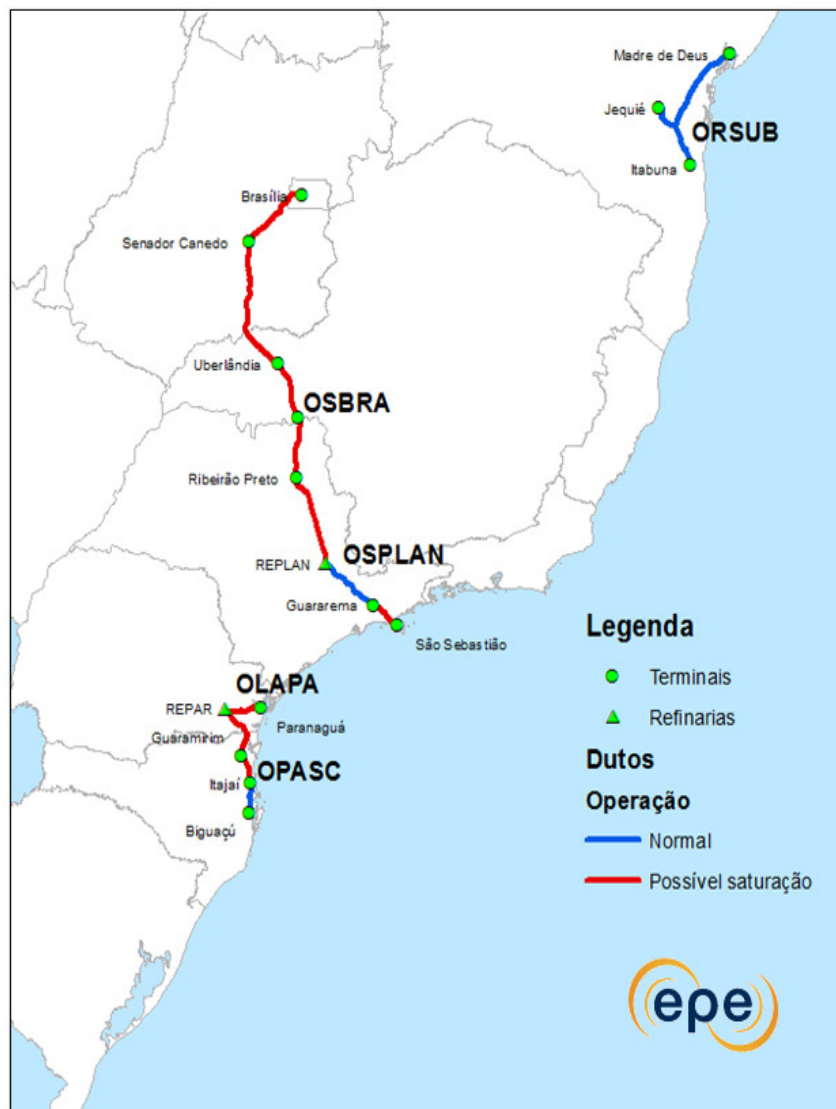 Madre de Deus
Jequié
ORSUB
Itabuna
Brasília
Senador Canedo
Uberlândia
OSBRA
Ribeirão Preto
OSPLAN
REPLAN
Guararema
São Sebastião
OLAPA
REPAR
Paranaguá
Guaramirim
OPASC
Itajaí
Biguaçú
Legenda
Terminais
Refinarias
Dutos
Operação
Normal
Possível saturação
epe